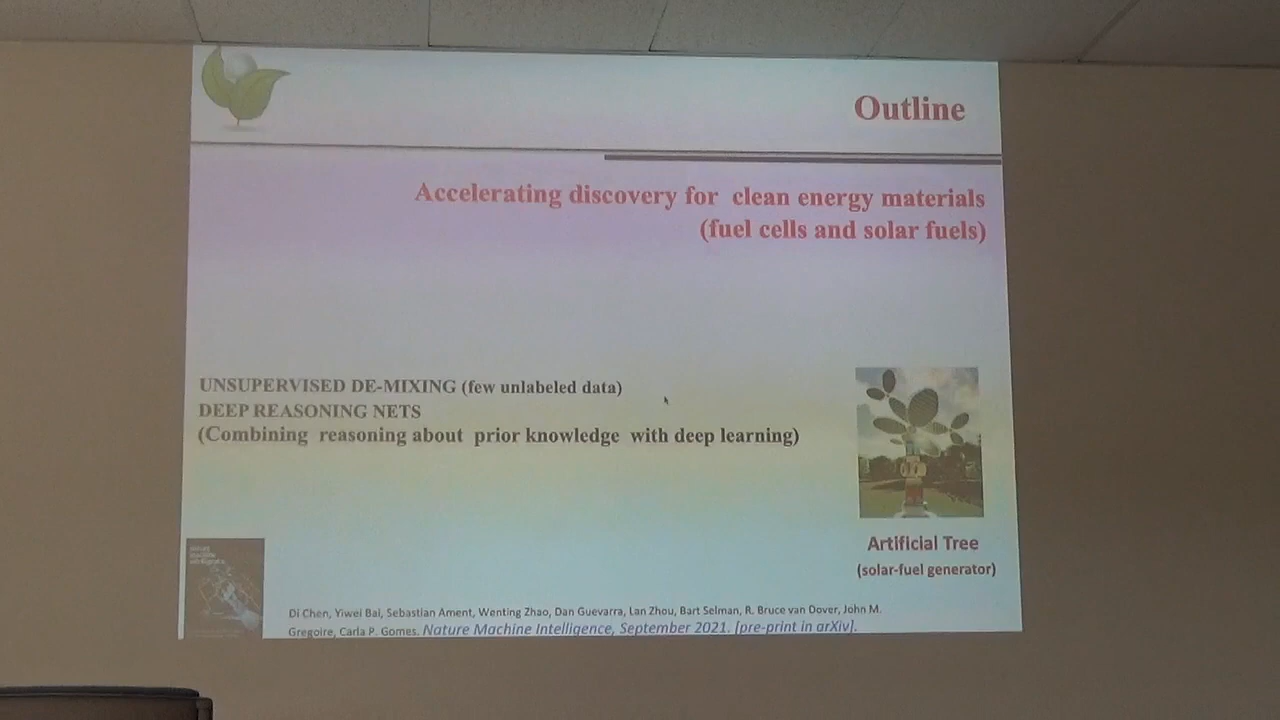 Outline
Accelerating discovery for clean energy materials
(fuel cells and solar fuels)
UNSUPERVISED DE-MIXING (few unlabeled data)
DEEP REASONING NETS
(Combining reasoning about prior knowledge with deep learning)
Artificial Tree
(solar-fuel generator)
Di Chen, Yiwei Bai, Sebastian Ament, Wenting Zhao, Dan Guevarra, Lan Zhou, Bart Selman, R. Bruce van Dover, John M.
Gregoire, Carla P. Gomes. Nature Machine Intelligence, September 2021. [pre-print in arXiv].